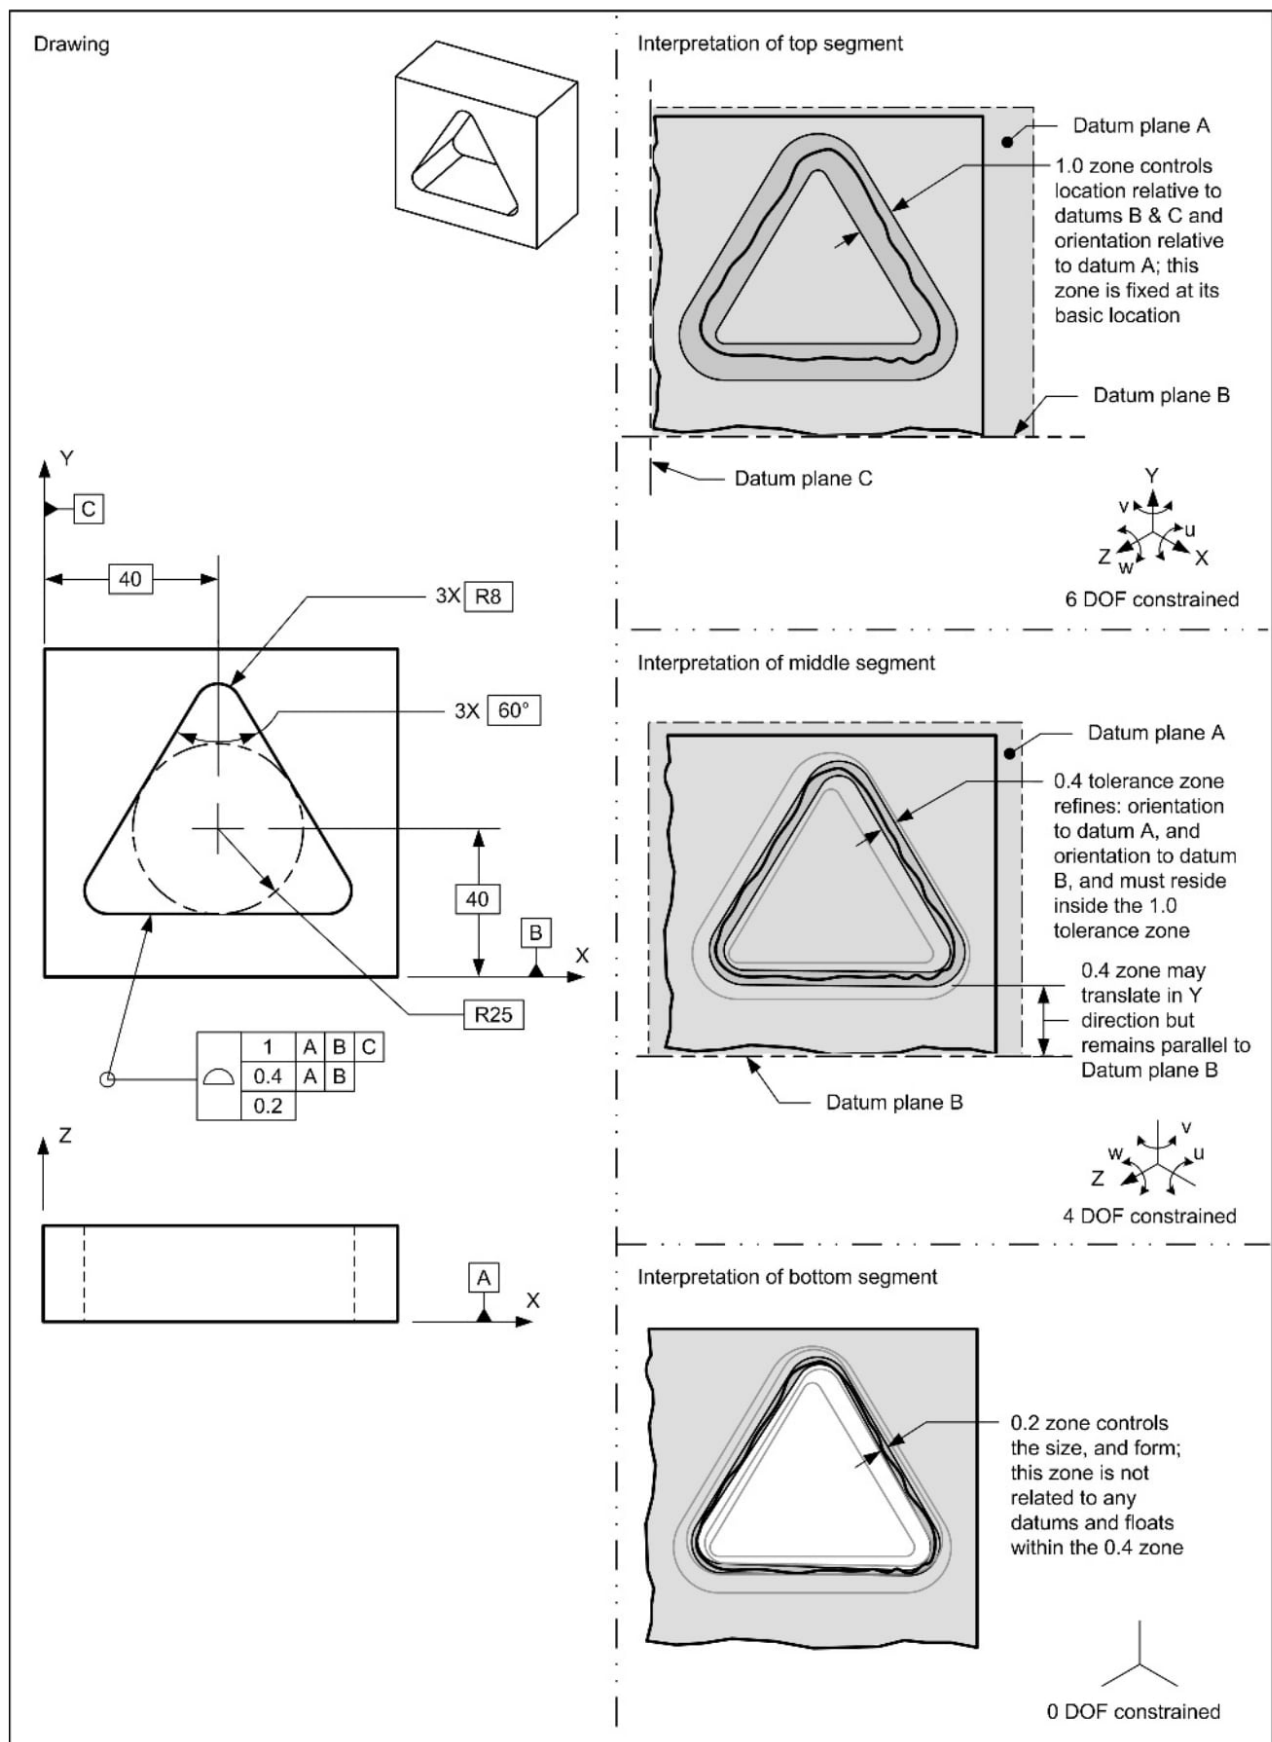 Drawing
Y
C
40
3X R8
3X 60°
40
B
X
R25
1 A B C
0.4 A B
0.2
Z
A
X
Interpretation of top segment
Datum plane A
1.0 zone controls
location relative to
datums B & C and
orientation relative
to datum A; this
zone is fixed at its
basic location
Datum plane B
Datum plane C
Y
v
u
Z
w
X
6 DOF constrained
Interpretation of middle segment
Datum plane A
0.4 tolerance zone
refines: orientation
to datum A, and
orientation to datum
B, and must reside
inside the 1.0
tolerance zone
0.4 zone may
translate in Y
direction but
remains parallel to
Datum plane B
Datum plane B
v
w
u
Z
4 DOF constrained
Interpretation of bottom segment
0.2 zone controls
the size, and form;
this zone is not
related to any
datums and floats
within the 0.4 zone
0 DOF constrained